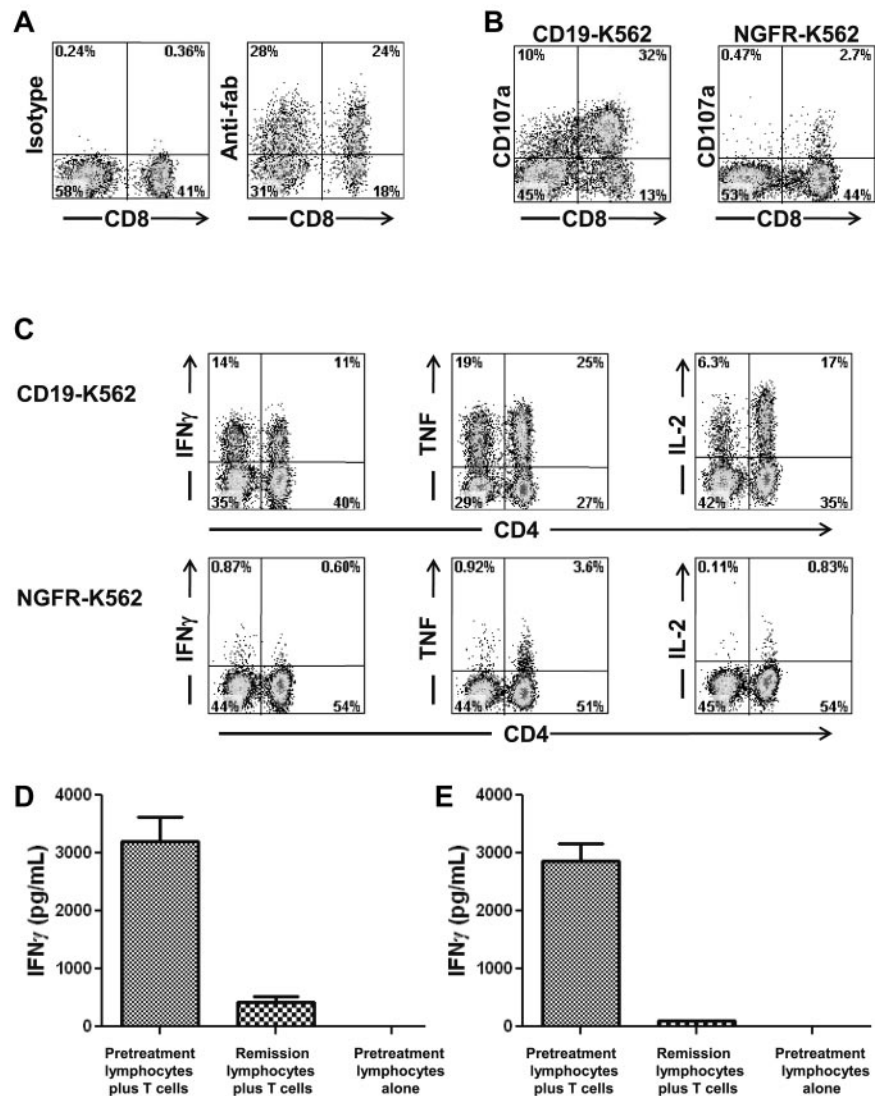 A
Isotype
0.24%
0.36%
58%
41%
CD8
Anti-fab
28%
24%
31%
18%
CD8
B
CD19-K562
CD107a
10%
32%
45%
13%
CD8
NGFR-K562
CD107a
0.47%
2.7%
53%
44%
CD8
C
CD19-K562
IFNγ
14%
11%
35%
40%
TNF
19%
25%
29%
27%
IL-2
6.3%
17%
42%
35%
CD4
NGFR-K562
IFNγ
0.87%
0.60%
44%
54%
TNF
0.92%
3.6%
44%
51%
IL-2
0.11%
0.83%
45%
54%
CD4
D
IFNγ (pg/mL)
4000
3000
2000
1000
0
Pretreatment
lymphocytes
plus T cells
Remission
lymphocytes
plus T cells
Pretreatment
lymphocytes
alone
E
IFNγ (pg/mL)
4000
3000
2000
1000
0
Pretreatment
lymphocytes
plus T cells
Remission
lymphocytes
plus T cells
Pretreatment
lymphocytes
alone